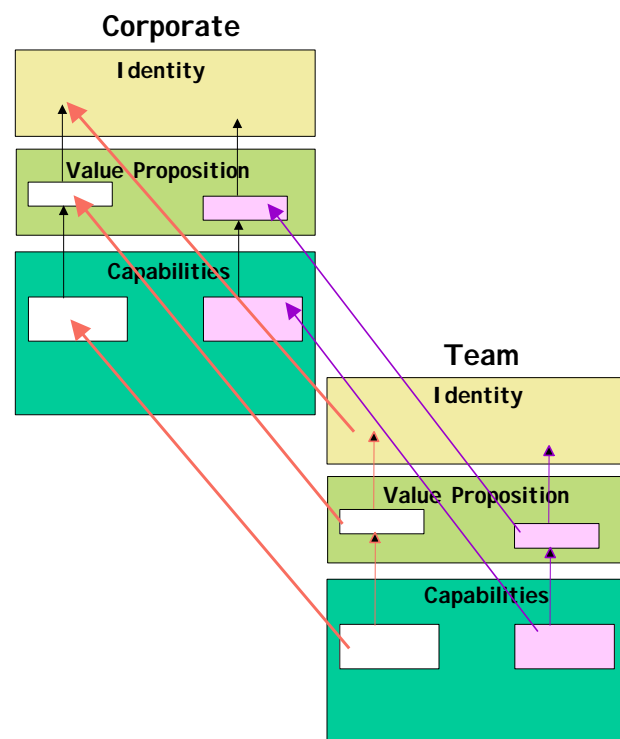 Corporate
Identity
Value Proposition
Capabilities
Team
Identity
Value Proposition
Capabilities